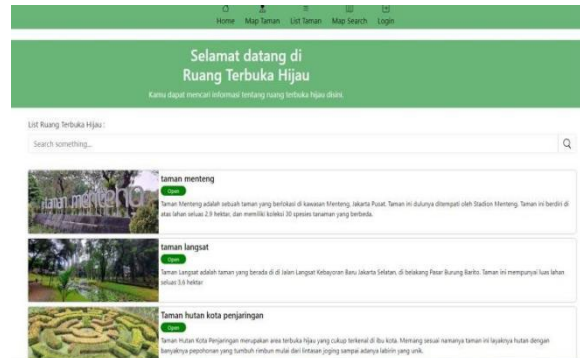 Home Map Taman List Taman Map Search Login
Selamat datang di
Ruang Terbuka Hijau
Kamu dapat mencari informasi tentang ruang terbuka hijau disini.
List Ruang Terbuka Hijau :
Search something...
taman menteng
taman menteng
Open
Taman Menteng adalah sebuah taman yang berlokasi di kawasan Menteng, Jakarta Pusat. Taman ini dulunya ditempati oleh Stadion Menteng. Taman ini berdiri di
atas lahan seluas 2.9 hektar, dan memiliki koleksi 30 spesies tanaman yang berbeda.
taman langsat
Open
Taman Langsat adalah taman yang berada di di Jalan Langsat Kebayoran Baru Jakarta Selatan, di belakang Pasar Burung Barito. Taman ini mempunyai luas lahan
seluas 3,6 hektar
Taman hutan kota penjaringan
Open
Taman Hutan Kota Penjaringan merupakan area terbuka hijau yang cukup terkenal di ibu kota. Memang sesuai namanya taman ini layaknya hutan dengan
banyaknya pepohonan yang tumbuh rimbun mulai dari lintasan joging sampai adanya labirin yang unik.